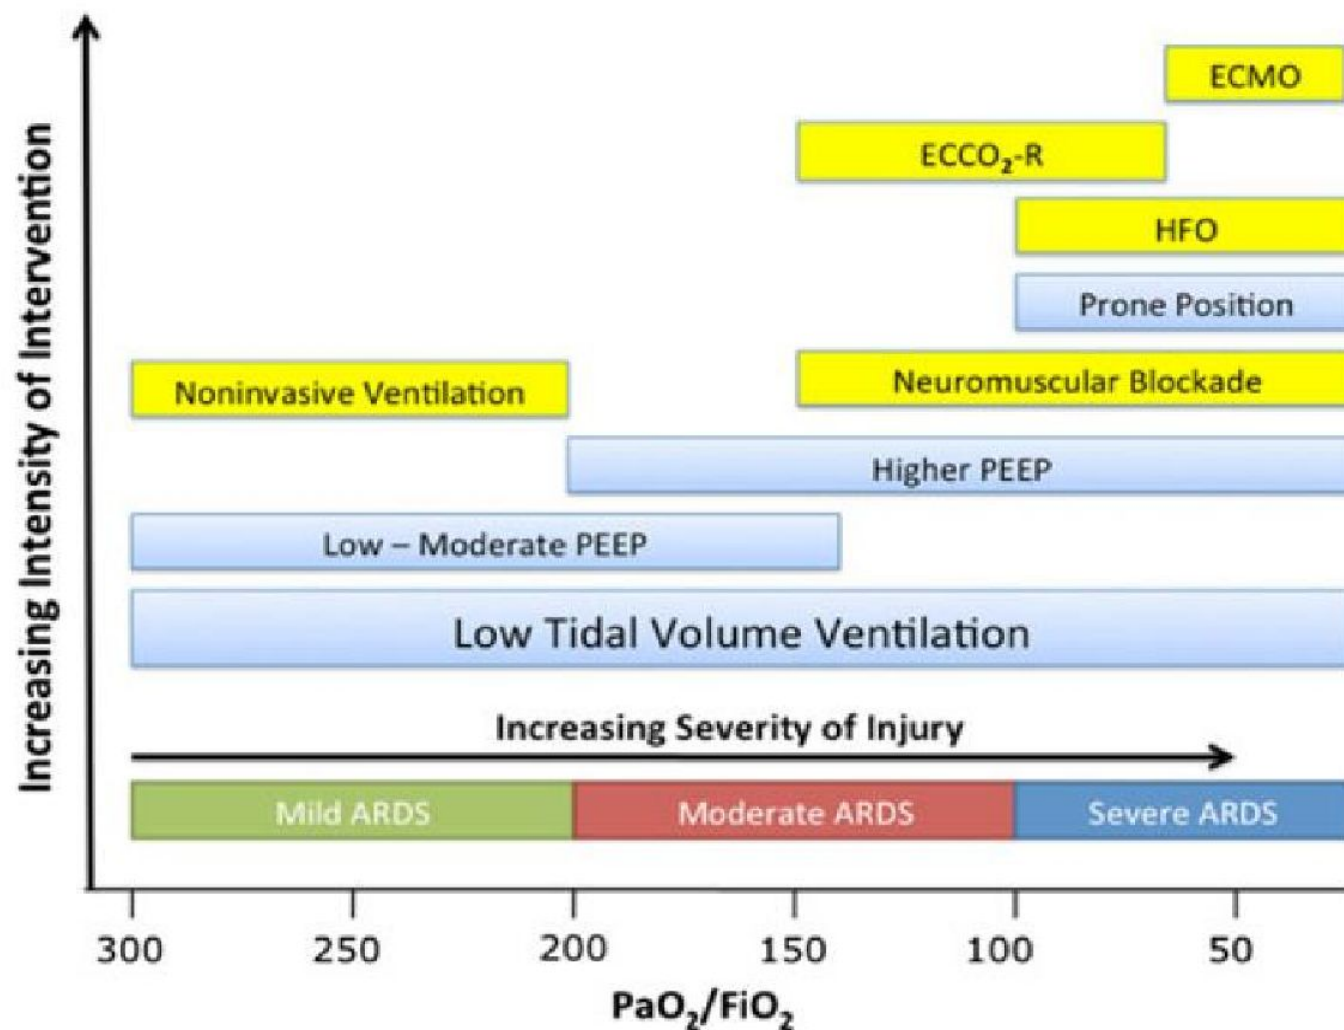 Increasing Intensity of Intervention
ECMO
ECCO₂-R
HFO
Prone Position
Noninvasive Ventilation
Neuromuscular Blockade
Higher PEEP
Low – Moderate PEEP
Low Tidal Volume Ventilation
Increasing Severity of Injury
Mild ARDS Moderate ARDS Severe ARDS
300 250 200 150 100 50
PaO₂/FiO₂